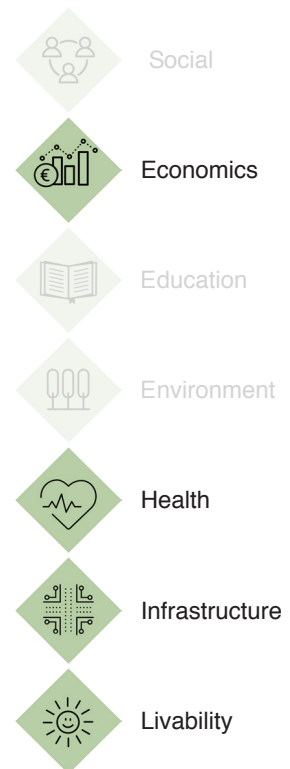 Social
€
Economics
Education
Environment
Health
Infrastructure
Livability